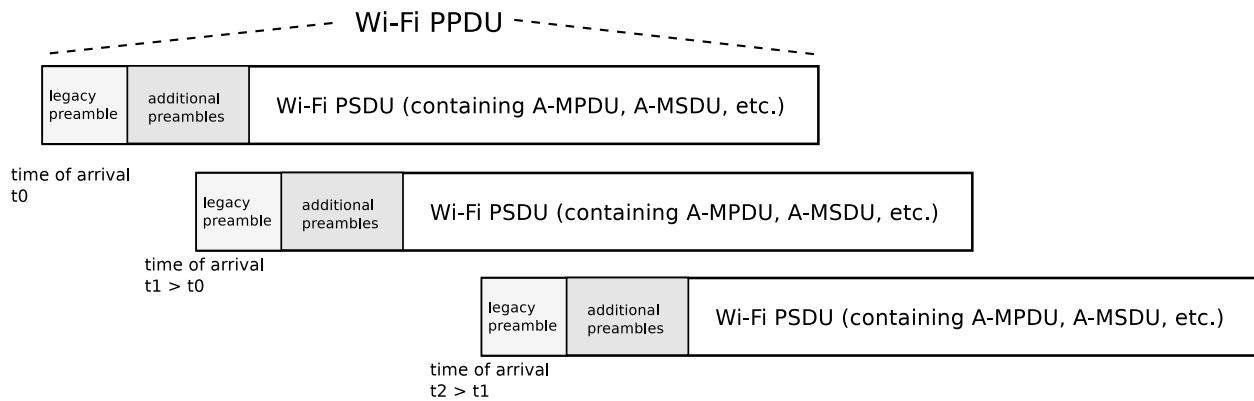 Wi-Fi PPDU
legacy
preamble
additional
preambles
Wi-Fi PSDU (containing A-MPDU, A-MSDU, etc.)
time of arrival
t0
legacy
preamble
additional
preambles
Wi-Fi PSDU (containing A-MPDU, A-MSDU, etc.)
time of arrival
t1 > t0
legacy
preamble
additional
preambles
Wi-Fi PSDU (containing A-MPDU, A-MSDU, etc.)
time of arrival
t2 > t1